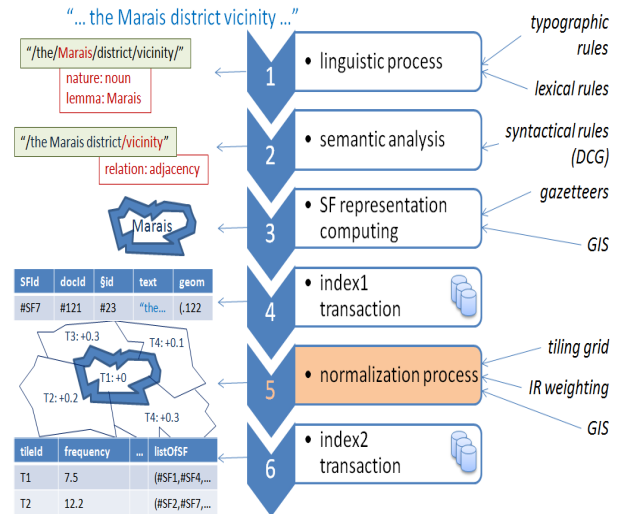 “… the Marais district vicinity …”
“/the/Marais/district/vicinity/”
nature: noun
lemma: Marais
1
• linguistic process
typographic
rules
lexical rules
“/the Marais district/vicinity”
relation: adjacency
2
• semantic analysis
syntactical rules
(DCG)
Marais
3
• SF representation
computing
gazetteers
GIS
SFId docId §id text geom
#SF7 #121 #23 “the... (.122
4
• index1
transaction
T3: +0.3
T4: +0.1
T1: +0
T2: +0.2
T4: +0.3
5
• normalization process
tiling grid
IR weighting
GIS
tileId frequency ... listOfSF
T1 7.5 (#SF1,#SF4,...
T2 12.2 (#SF2,#SF7,...
6
• index2
transaction